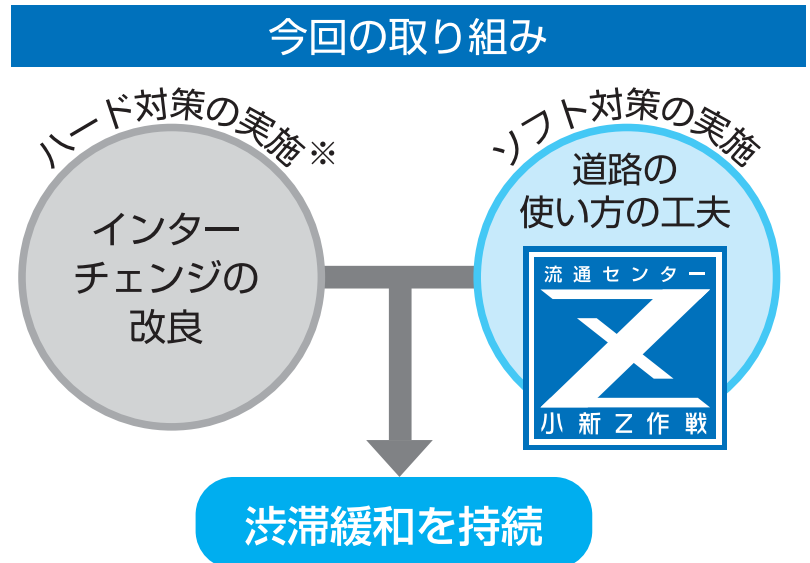 今回の取り組み
ハード対策の実施※
インター
チェンジの
改良
ソフト対策の実施
道路の
使い方の工夫
流通センター
Z
小新Z作戦
渋滞緩和を持続